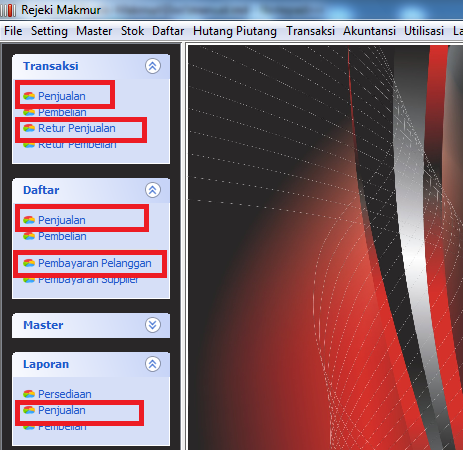 Rejeki Makmur
File Setting Master Stok Daftar Hutang Piutang Transaksi Akuntansi Utilisasi La
Transaksi
Penjualan
Pembelian
Retur Penjualan
Retur Pembelian
Daftar
Penjualan
Pembelian
Pembayaran Pelanggan
Pembayaran Supplier
Master
Laporan
Persediaan
Penjualan
Pembelian